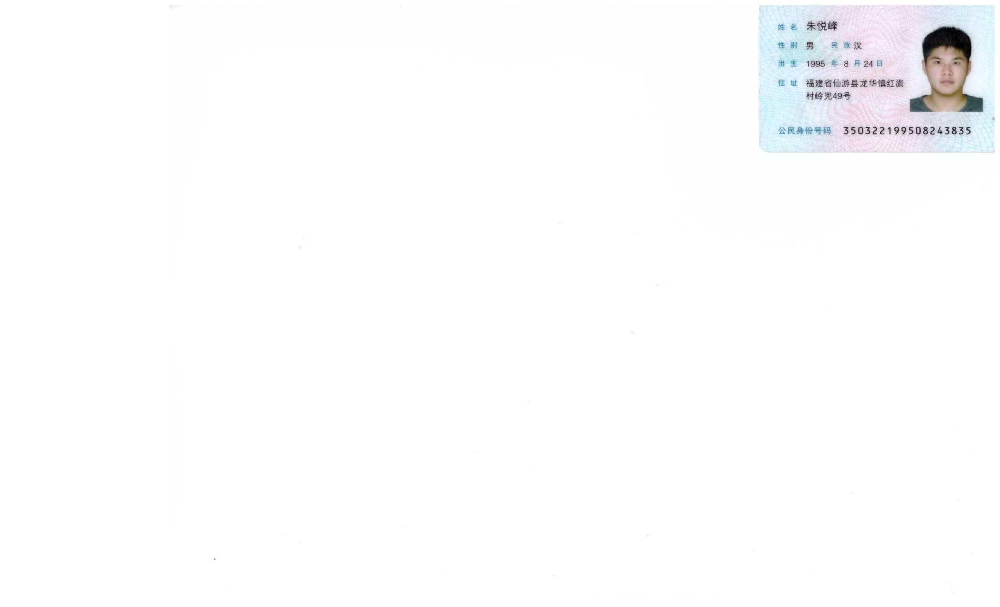 姓名 朱悦峰
性别 男 民族 汉
出生 1995 年 8 月 24 日
住址 福建省仙游县龙华镇红旗
村岭兜49号
公民身份号码 350322199508243835